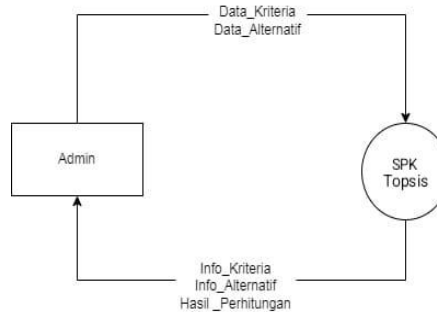 Data_Kriteria
Data_Alternatif
Admin
SPK
Topsis
Info_Kriteria
Info_Alternatif
Hasil _Perhitungan